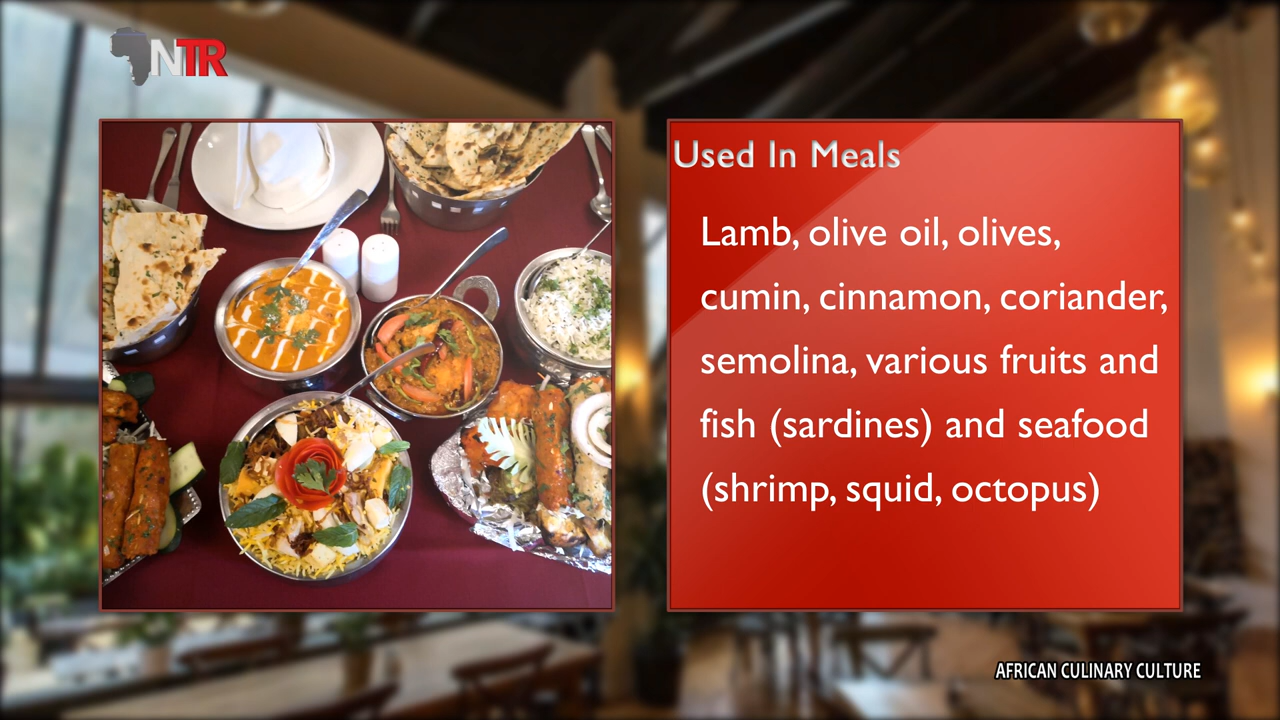 NTR
Used In Meals
Lamb, olive oil, olives,
cumin, cinnamon, coriander,
semolina, various fruits and
fish (sardines) and seafood
(shrimp, squid, octopus)
AFRICAN CULINARY CULTURE